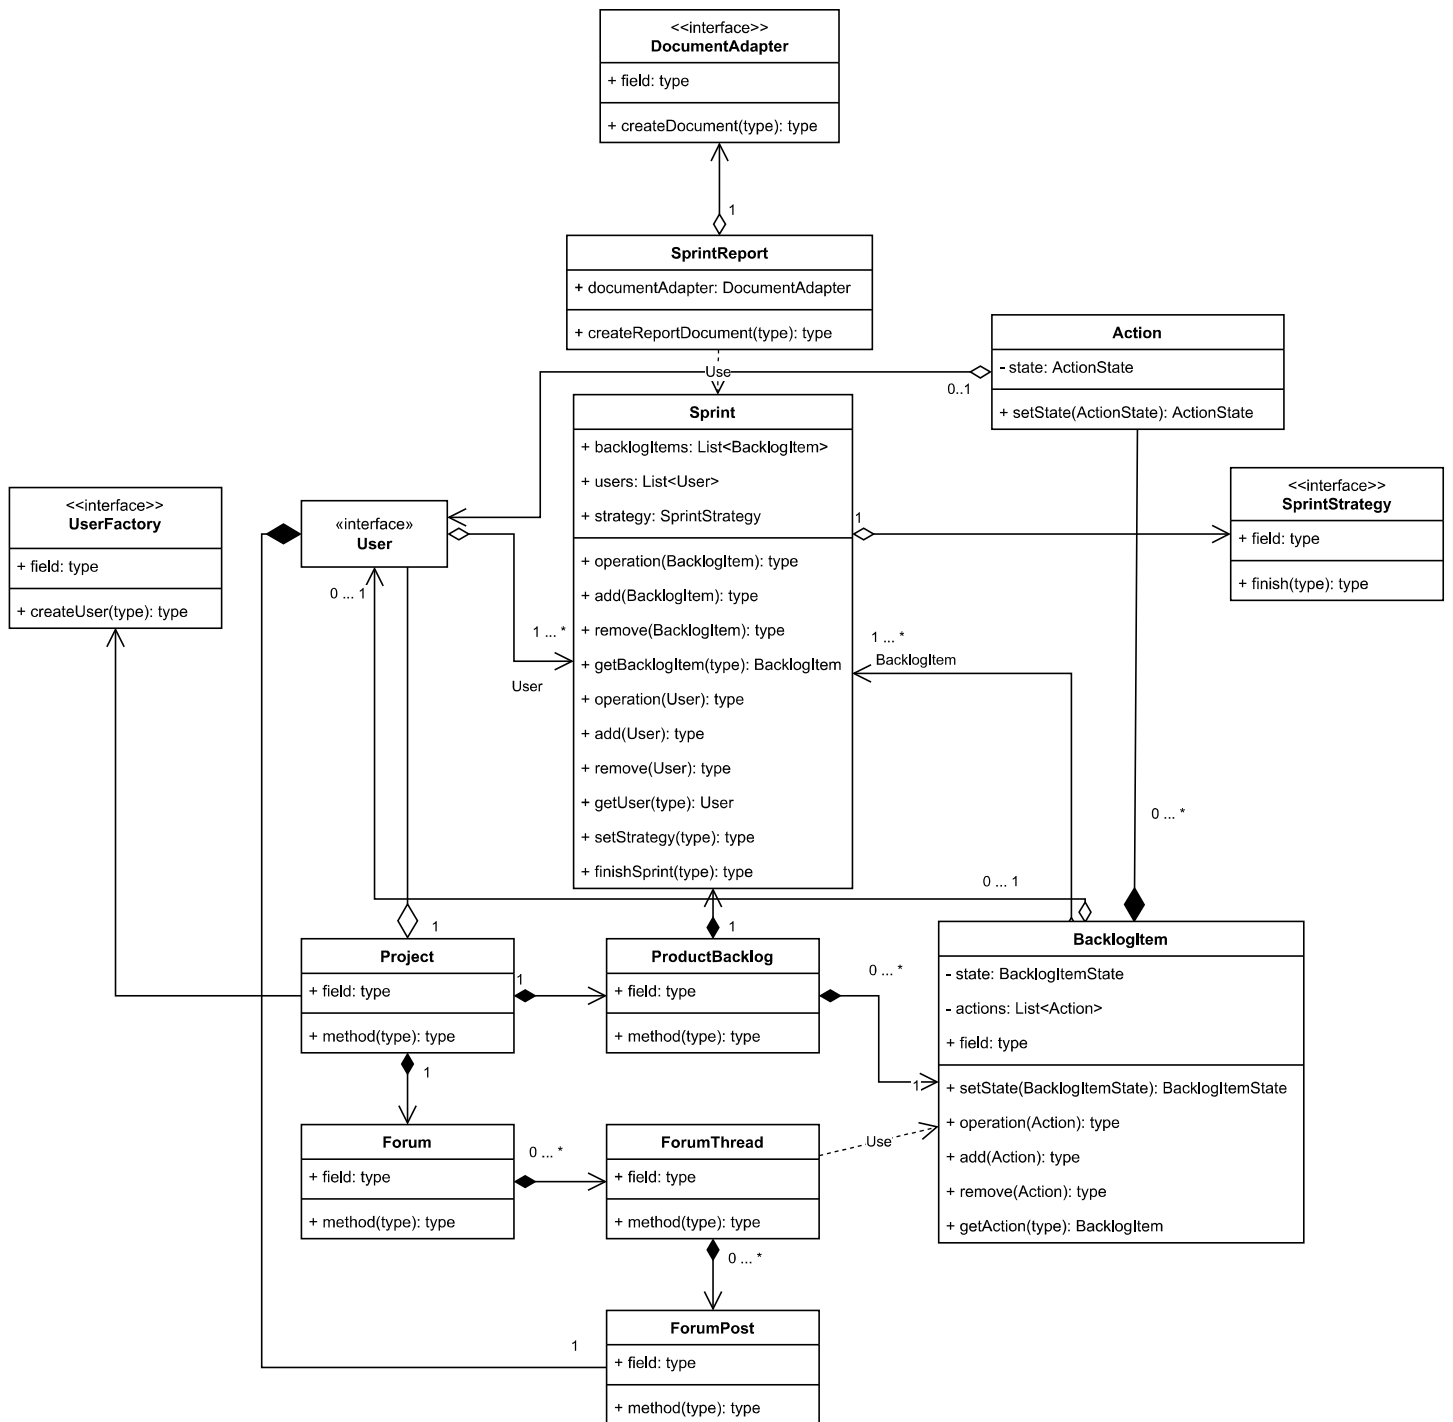 <<interface>>
DocumentAdapter
+ field: type
+ createDocument(type): type
1
SprintReport
+ documentAdapter: DocumentAdapter
+ createReportDocument(type): type
Use
Action
- state: ActionState
+ setState(ActionState): ActionState
0..1
Sprint
+ backlogItems: List<BacklogItem>
+ users: List<User>
+ strategy: SprintStrategy
+ operation(BacklogItem): type
+ add(BacklogItem): type
+ remove(BacklogItem): type
+ getBacklogItem(type): BacklogItem
+ operation(User): type
+ add(User): type
+ remove(User): type
+ getUser(type): User
+ setStrategy(type): type
+ finishSprint(type): type
<<interface>>
UserFactory
+ field: type
+ createUser(type): type
«interface»
User
0 ... 1
1 ... *
User
1
<<interface>>
SprintStrategy
+ field: type
+ finish(type): type
1 ... *
BacklogItem
0 ... *
0 ... 1
1
1
Project
+ field: type
+ method(type): type
1
ProductBacklog
+ field: type
+ method(type): type
0 ... *
1
BacklogItem
- state: BacklogItemState
- actions: List<Action>
+ field: type
+ setState(BacklogItemState): BacklogItemState
+ operation(Action): type
+ add(Action): type
+ remove(Action): type
+ getAction(type): BacklogItem
1
Forum
+ field: type
+ method(type): type
0 ... *
ForumThread
+ field: type
+ method(type): type
Use
0 ... *
1
ForumPost
+ field: type
+ method(type): type